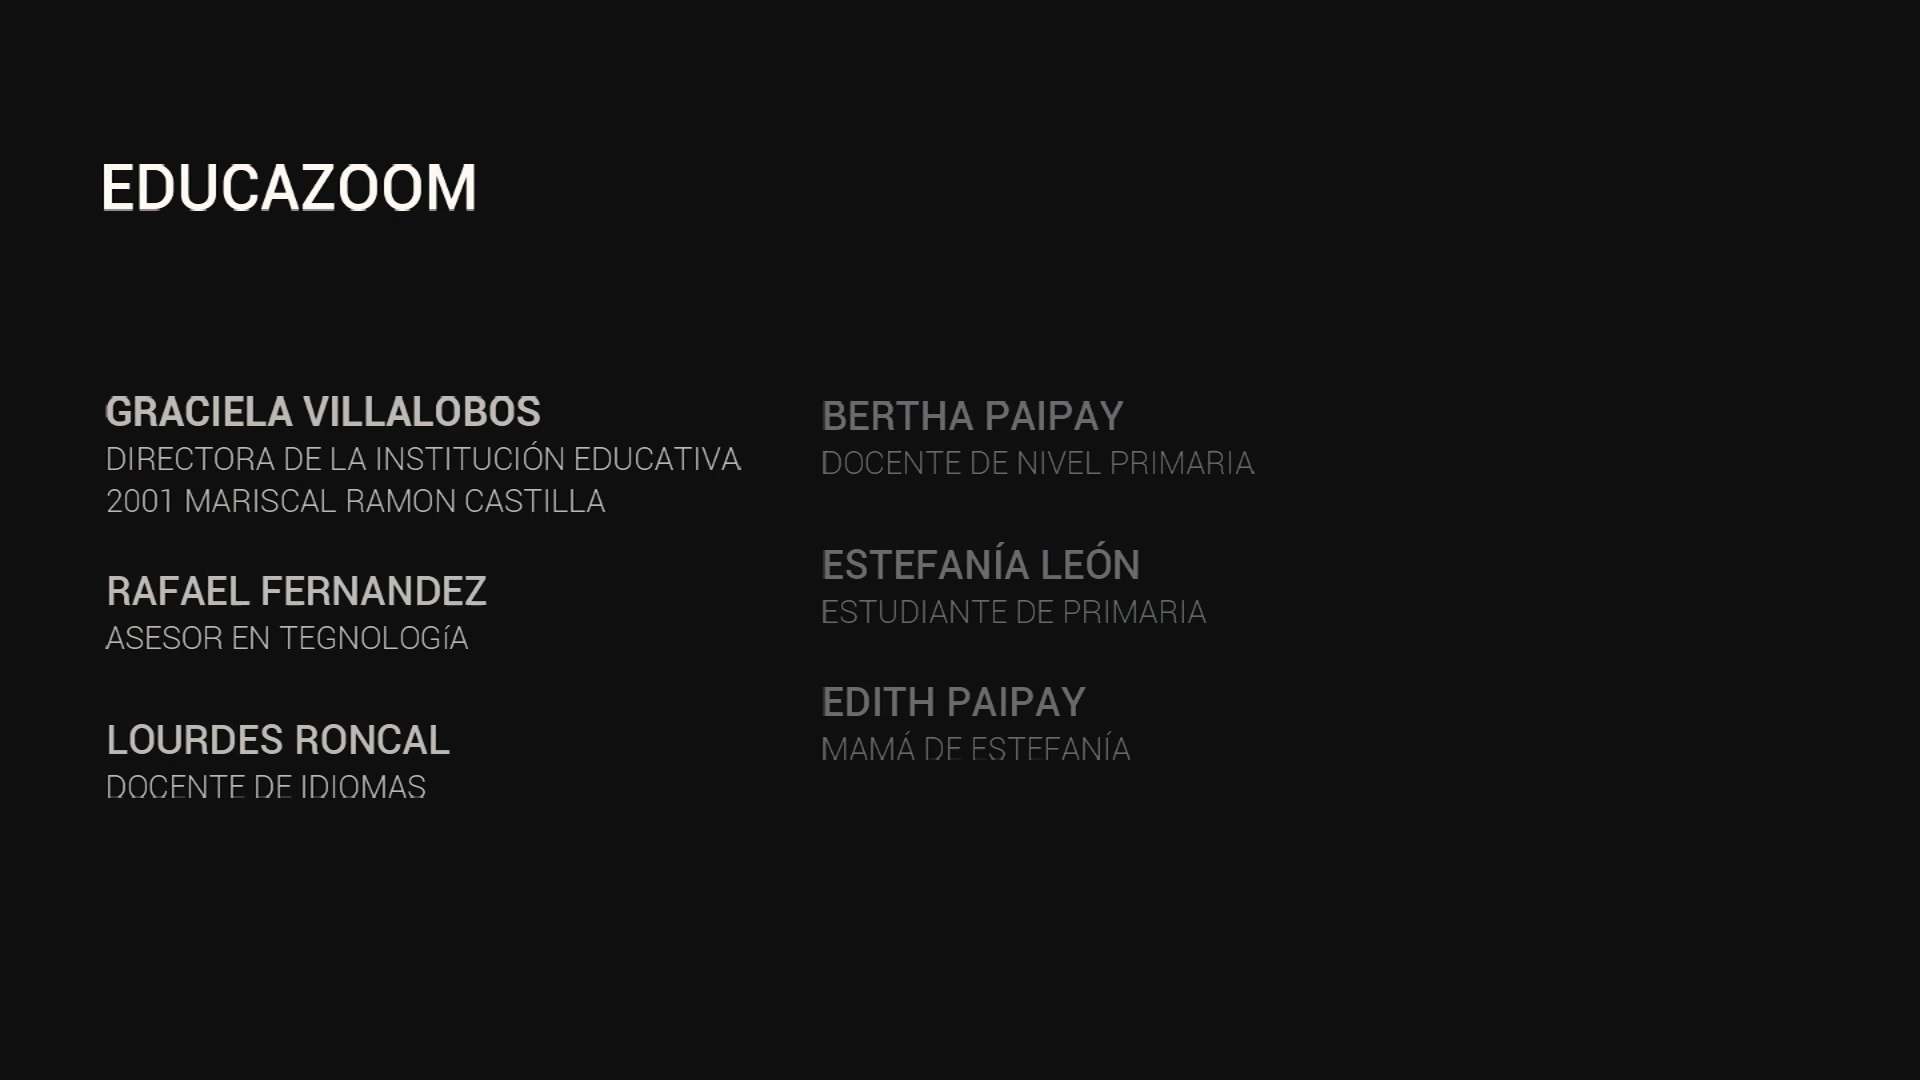 EDUCAZOOM
GRACIELA VILLALOBOS
DIRECTORA DE LA INSTITUCIÓN EDUCATIVA
2001 MARISCAL RAMON CASTILLA
RAFAEL FERNANDEZ
ASESOR EN TEGNOLOGíA
LOURDES RONCAL
DOCENTE DE IDIOMAS
BERTHA PAIPAY
DOCENTE DE NIVEL PRIMARIA
ESTEFANÍA LEÓN
ESTUDIANTE DE PRIMARIA
EDITH PAIPAY
MAMÁ DE ESTEFANÍA